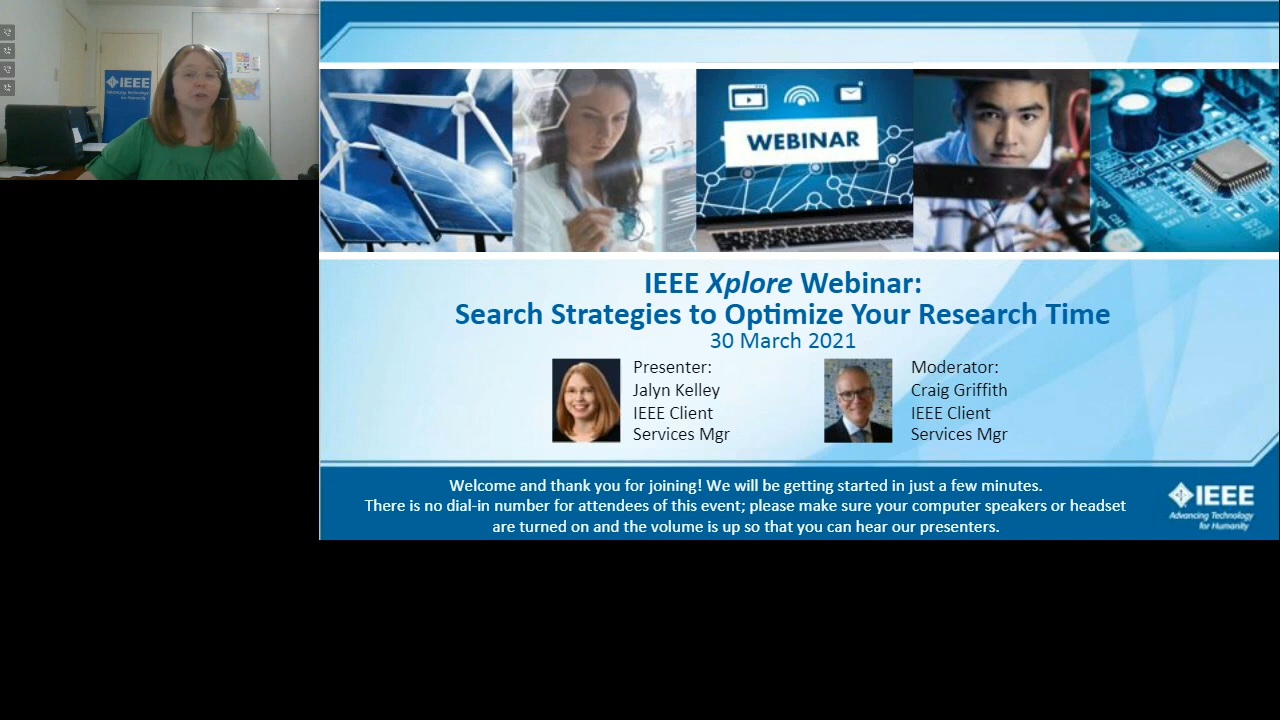 IEEE
Advancing Technology
for Humanity
WEBINAR
IEEE Xplore Webinar:
Search Strategies to Optimize Your Research Time
30 March 2021
Presenter:
Jalyn Kelley
IEEE Client
Services Mgr
Moderator:
Craig Griffith
IEEE Client
Services Mgr
Welcome and thank you for joining! We will be getting started in just a few minutes.
There is no dial-in number for attendees of this event; please make sure your computer speakers or headset
are turned on and the volume is up so that you can hear our presenters.
IEEE
Advancing Technology
for Humanity